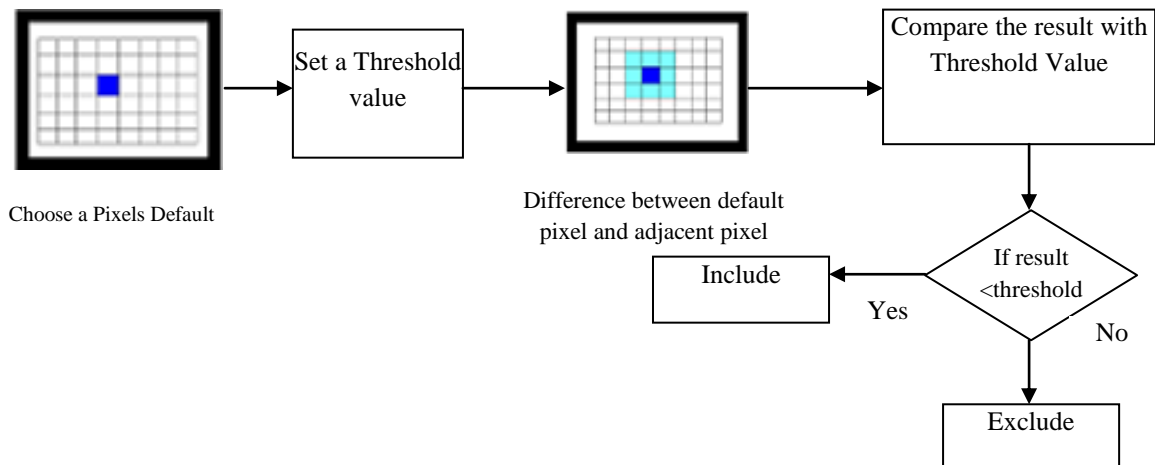 Choose a Pixels Default
Set a Threshold
value
Difference between default
pixel and adjacent pixel
Compare the result with
Threshold Value
If result
<threshold
Yes
Include
No
Exclude